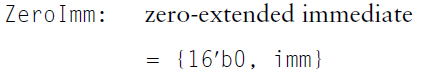 ZeroImm: zero-extended immediate
= {16′b0, imm}